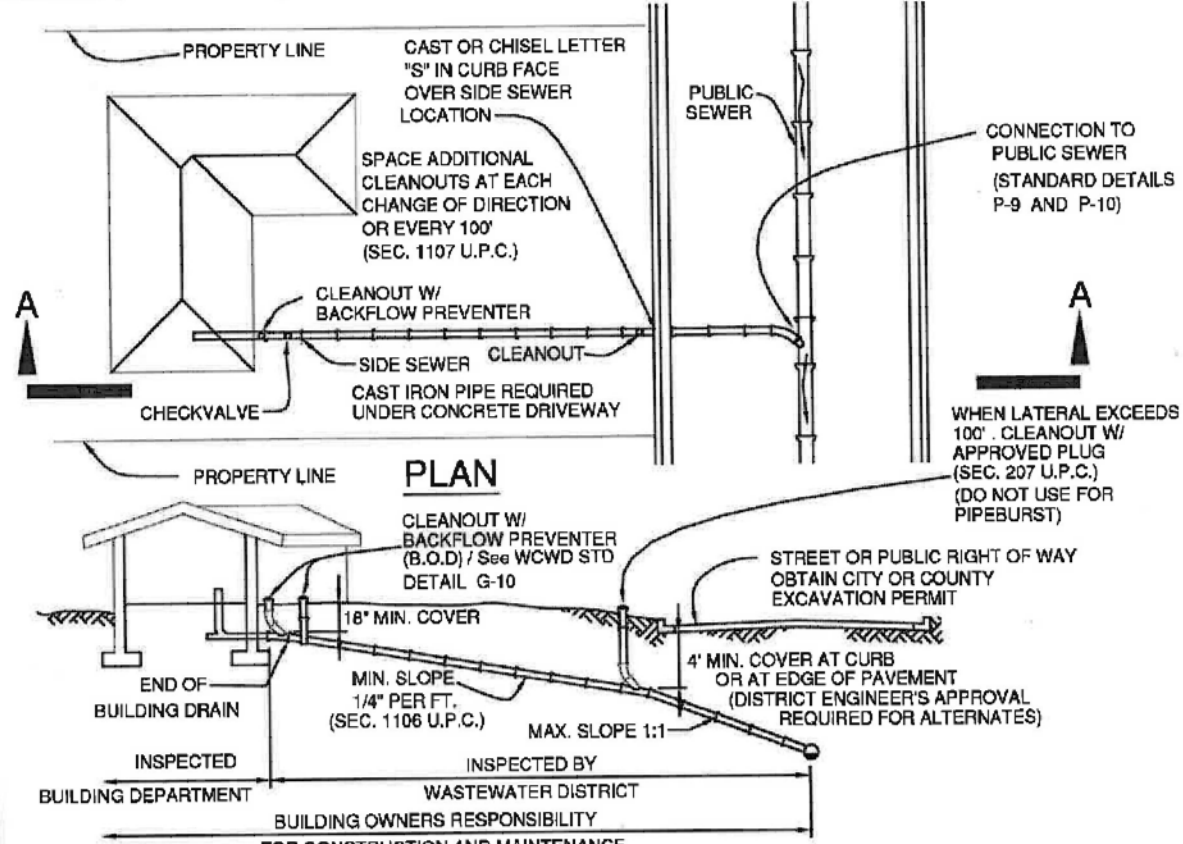 PROPERTY LINE
CAST OR CHISEL LETTER
"S" IN CURB FACE
OVER SIDE SEWER
LOCATION
PUBLIC
SEWER
CONNECTION TO
PUBLIC SEWER
(STANDARD DETAILS
P-9 AND P-10)
SPACE ADDITIONAL
CLEANOUTS AT EACH
CHANGE OF DIRECTION
OR EVERY 100'
(SEC. 1107 U.P.C.)
A
A
CLEANOUT W/
BACKFLOW PREVENTER
SIDE SEWER
CLEANOUT
CHECKVALVE
CAST IRON PIPE REQUIRED
UNDER CONCRETE DRIVEWAY
WHEN LATERAL EXCEEDS
100' . CLEANOUT W/
APPROVED PLUG
(SEC. 207 U.P.C.)
(DO NOT USE FOR
PIPEBURST)
PROPERTY LINE
PLAN
CLEANOUT W/
BACKFLOW PREVENTER
(B.O.D) / See WCWD STD
DETAIL G-10
STREET OR PUBLIC RIGHT OF WAY
OBTAIN CITY OR COUNTY
EXCAVATION PERMIT
18" MIN. COVER
4' MIN. COVER AT CURB
OR AT EDGE OF PAVEMENT
(DISTRICT ENGINEER'S APPROVAL
REQUIRED FOR ALTERNATES)
END OF
BUILDING DRAIN
MIN. SLOPE
1/4" PER FT.
(SEC. 1106 U.P.C.)
MAX. SLOPE 1:1
INSPECTED
BUILDING DEPARTMENT
INSPECTED BY
WASTEWATER DISTRICT
BUILDING OWNERS RESPONSIBILITY
FOR CONSTRUCTION AND MAINTENANCE